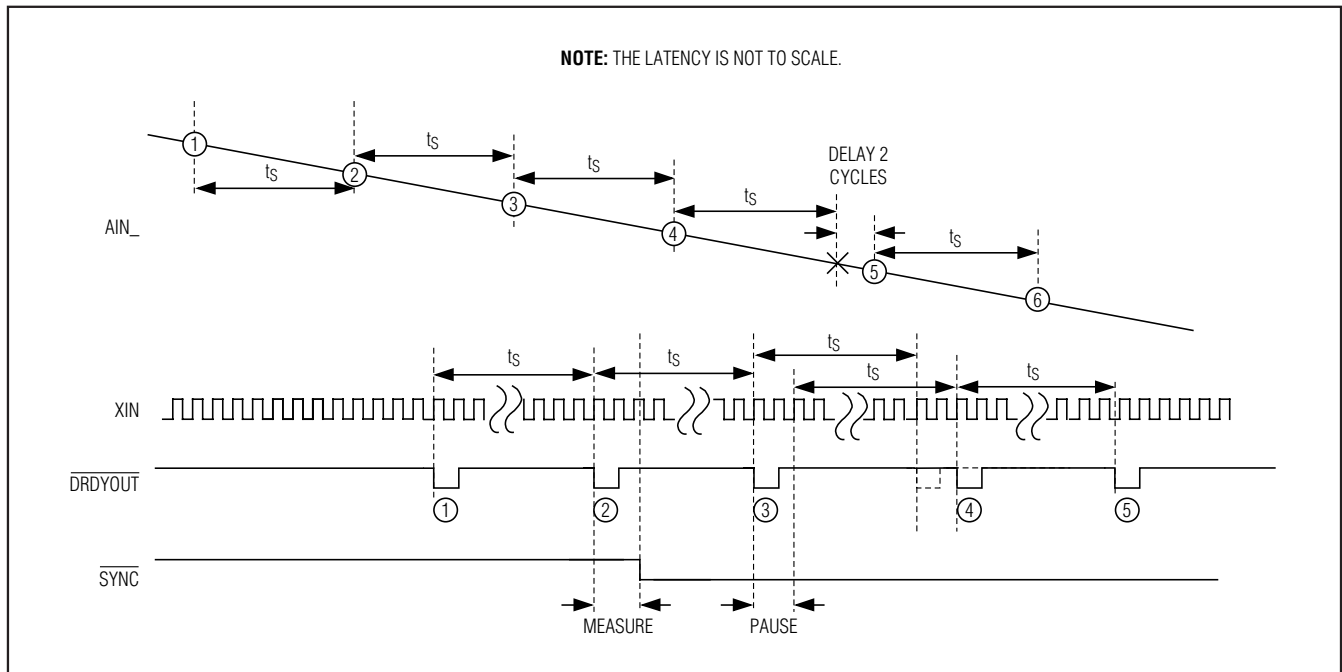 NOTE: THE LATENCY IS NOT TO SCALE.
1
tS
2
tS
3
tS
4
tS
DELAY 2
CYCLES
5
tS
6
AIN_
tS
tS
tS
tS
tS
XIN
DRDYOUT
1
2
3
4
5
SYNC
MEASURE
PAUSE